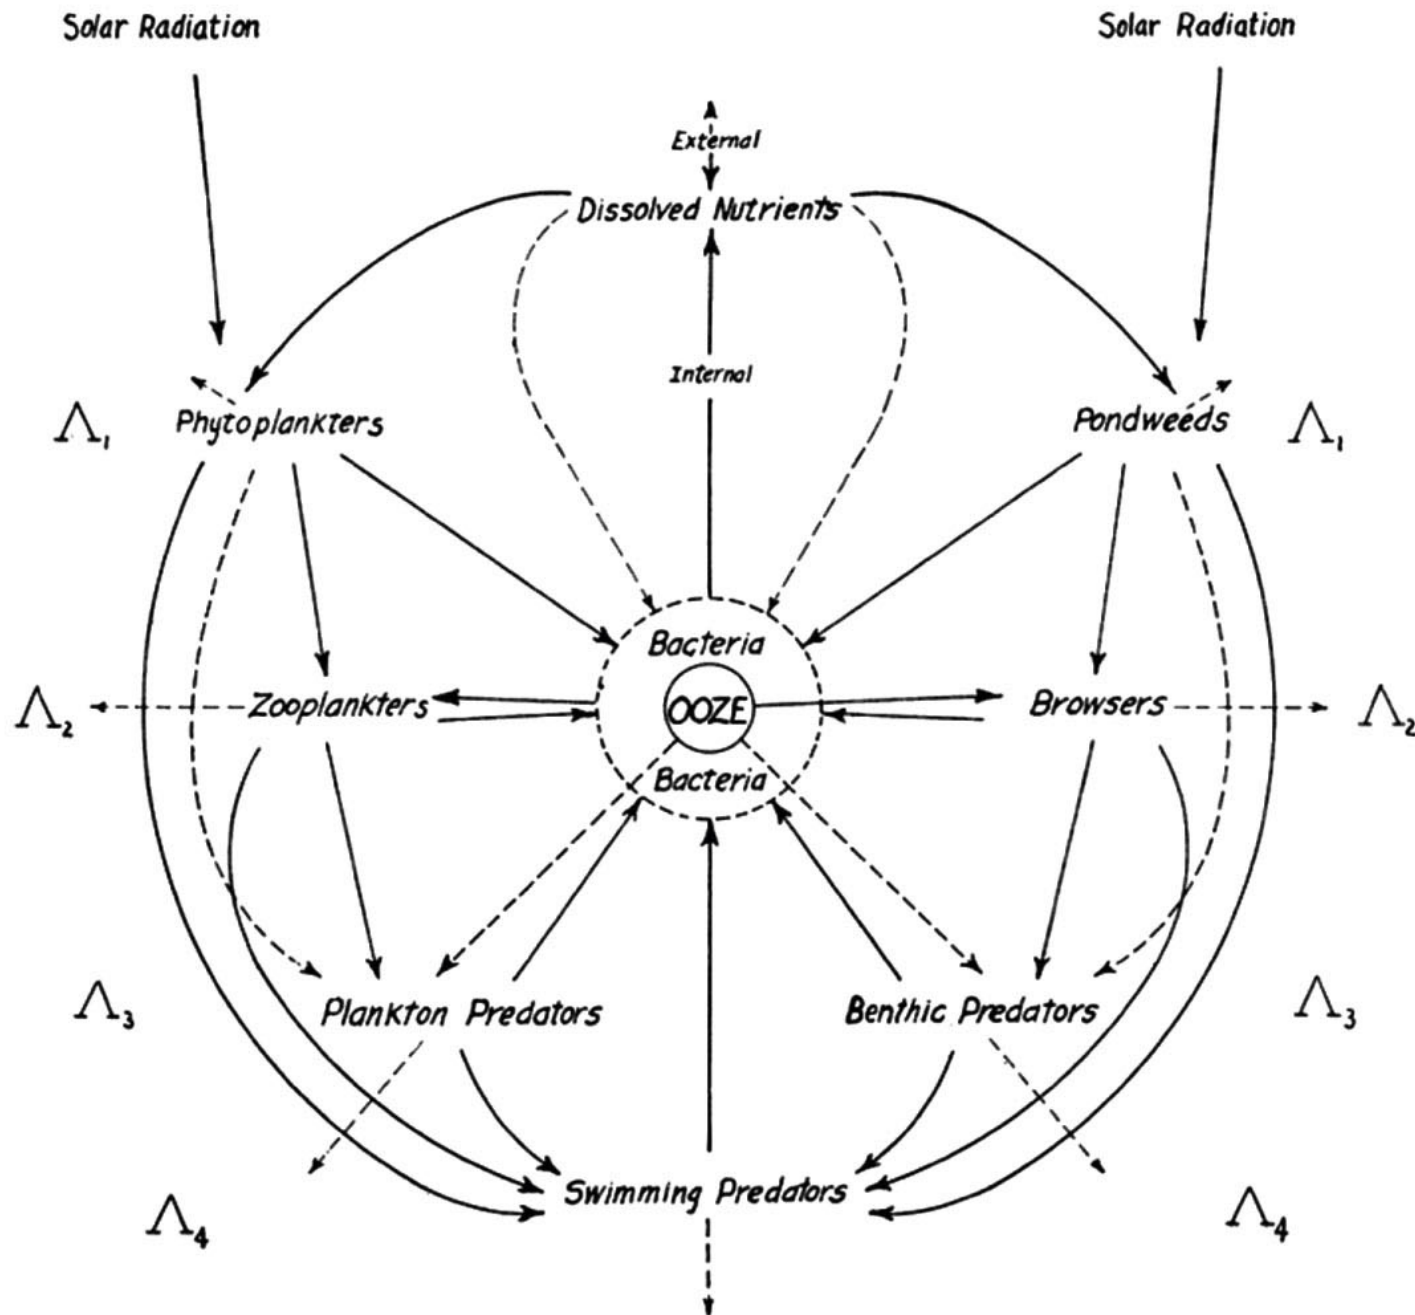 Solar Radiation
Solar Radiation
External
Dissolved Nutrients
Internal
Λ₁ Phytoplankters
Pondweeds Λ₁
Bacteria
Λ₂ Zooplankters
OOZE
Browsers Λ₂
Bacteria
Λ₃ Plankton Predators
Benthic Predators Λ₃
Λ₄ Swimming Predators Λ₄